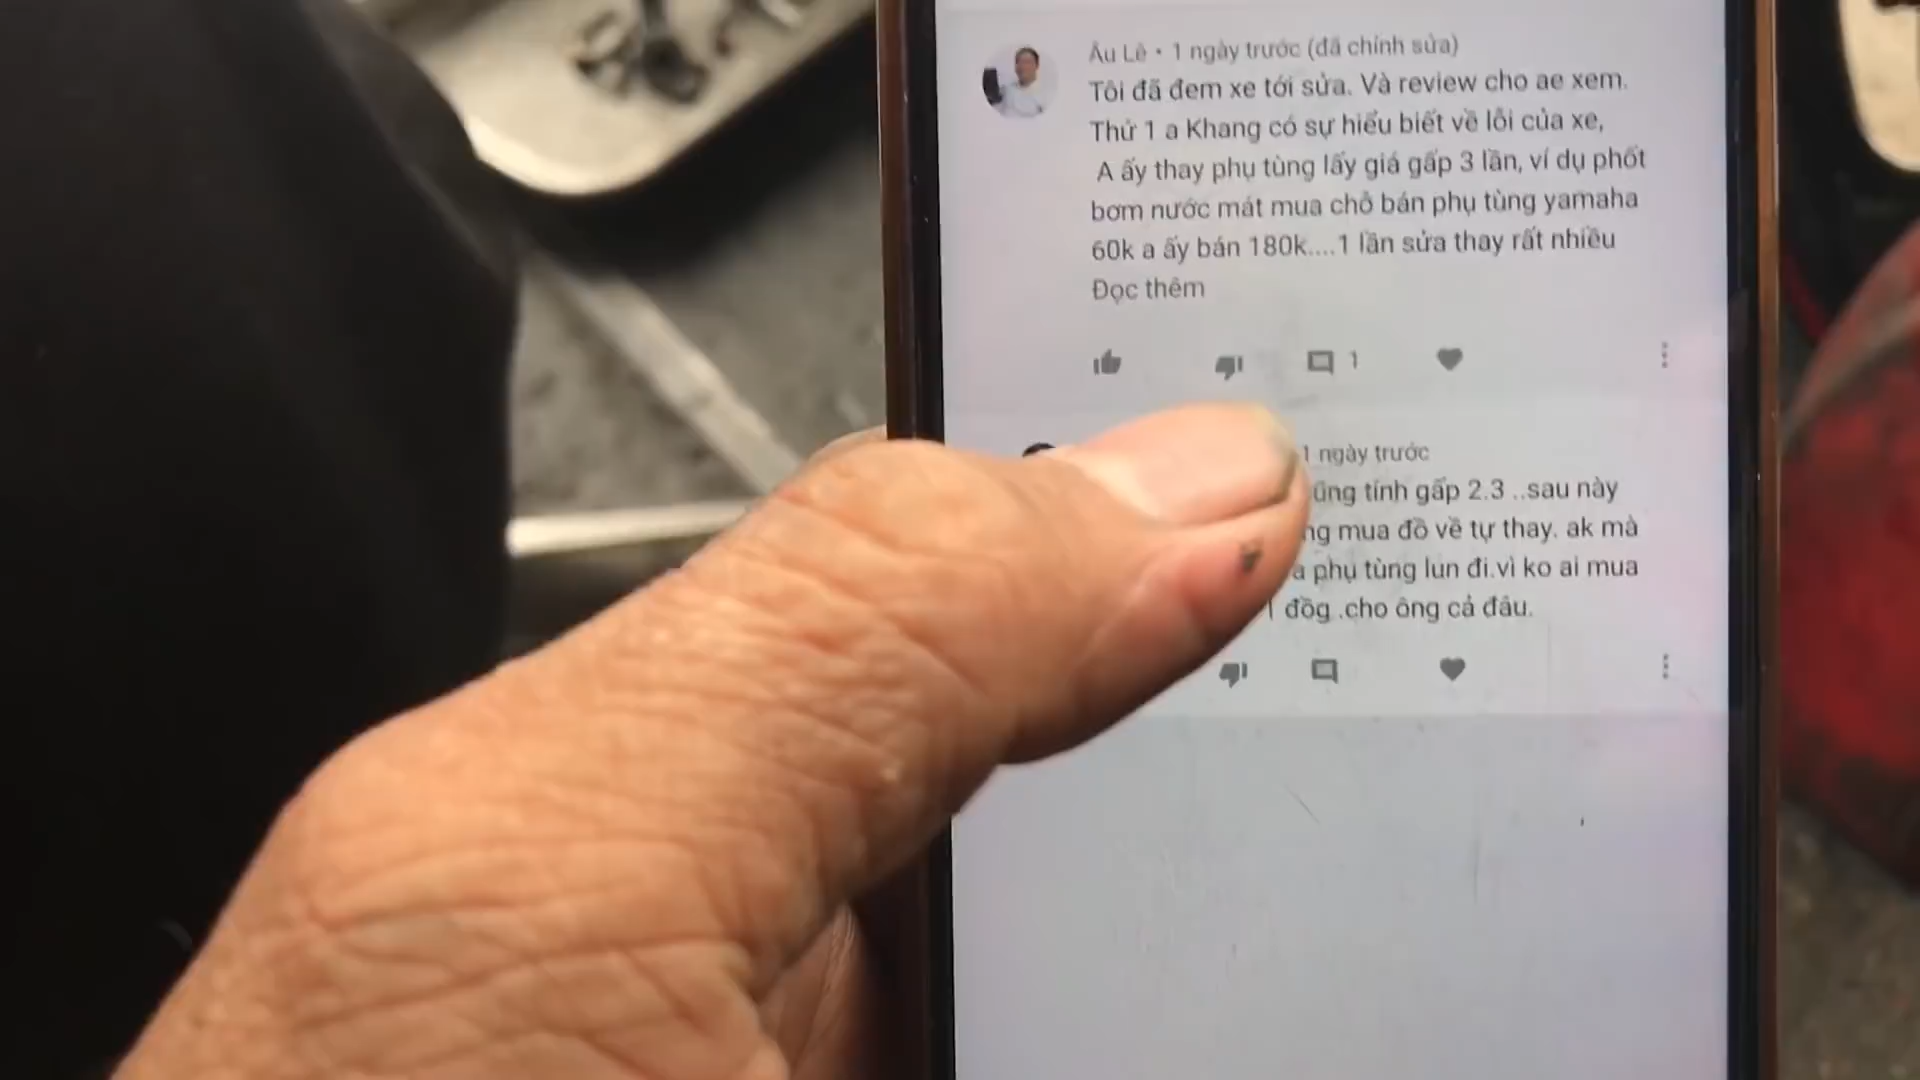 Âu Lê • 1 ngày trước (đã chỉnh sửa)
Tôi đã đem xe tới sửa. Và review cho ae xem.
Thứ 1 a Khang có sự hiểu biết về lỗi của xe,
A ấy thay phụ tùng lấy giá gấp 3 lần, ví dụ phốt
bơm nước mát mua chỗ bán phụ tùng yamaha
60k a ấy bán 180k....1 lần sửa thay rất nhiều
Đọc thêm
1
1 ngày trước
tính gấp 2.3 ..sau này
mua đồ về tự thay. ak mà
phụ tùng lun đi.vì ko ai mua
đồg .cho ông cả đâu.